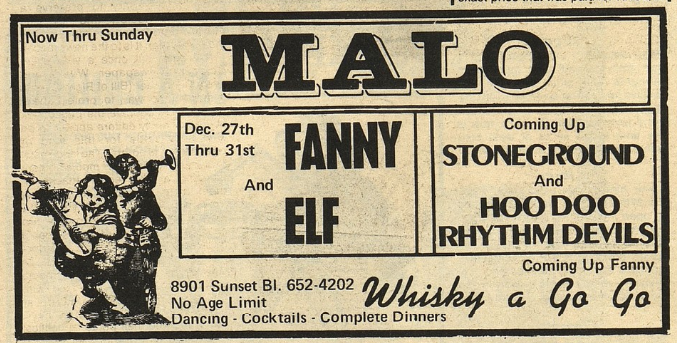 Now Thru Sunday
MALO
Dec. 27th
Thru 31st
FANNY
And
ELF
Coming Up
STONEGROUND
And
HOO DOO
RHYTHM DEVILS
Coming Up Fanny
8901 Sunset Bl. 652-4202
No Age Limit
Dancing - Cocktails - Complete Dinners
Whisky a Go Go